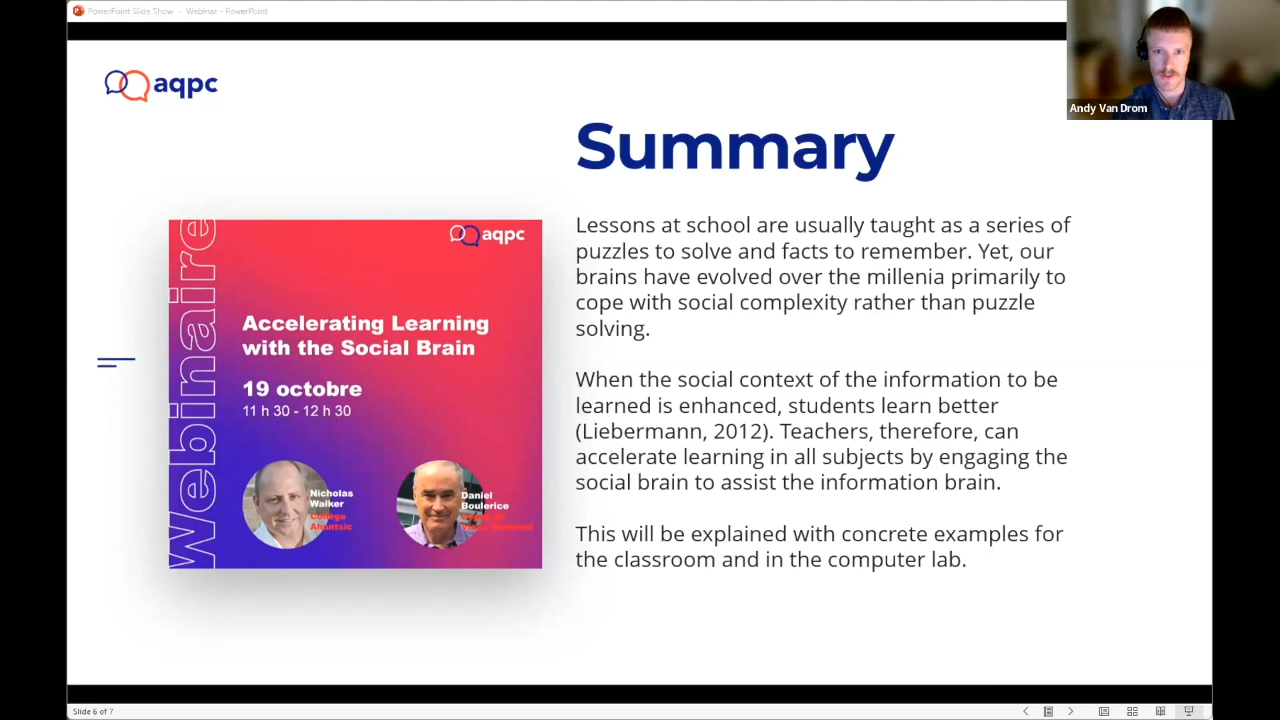 PowerPoint Slide Show - Webinar - PowerPoint
Andy Van Drom
aqpc
Summary
Lessons at school are usually taught as a series of
puzzles to solve and facts to remember. Yet, our
brains have evolved over the millenia primarily to
cope with social complexity rather than puzzle
solving.
When the social context of the information to be
learned is enhanced, students learn better
(Liebermann, 2012). Teachers, therefore, can
accelerate learning in all subjects by engaging the
social brain to assist the information brain.
This will be explained with concrete examples for
the classroom and in the computer lab.
Webinaire
aqpc
Accelerating Learning
with the Social Brain
19 octobre
11 h 30 - 12 h 30
Nicholas
Walker
Collège
Ahuntsic
Daniel
Boulerice
Slide 6 of 7